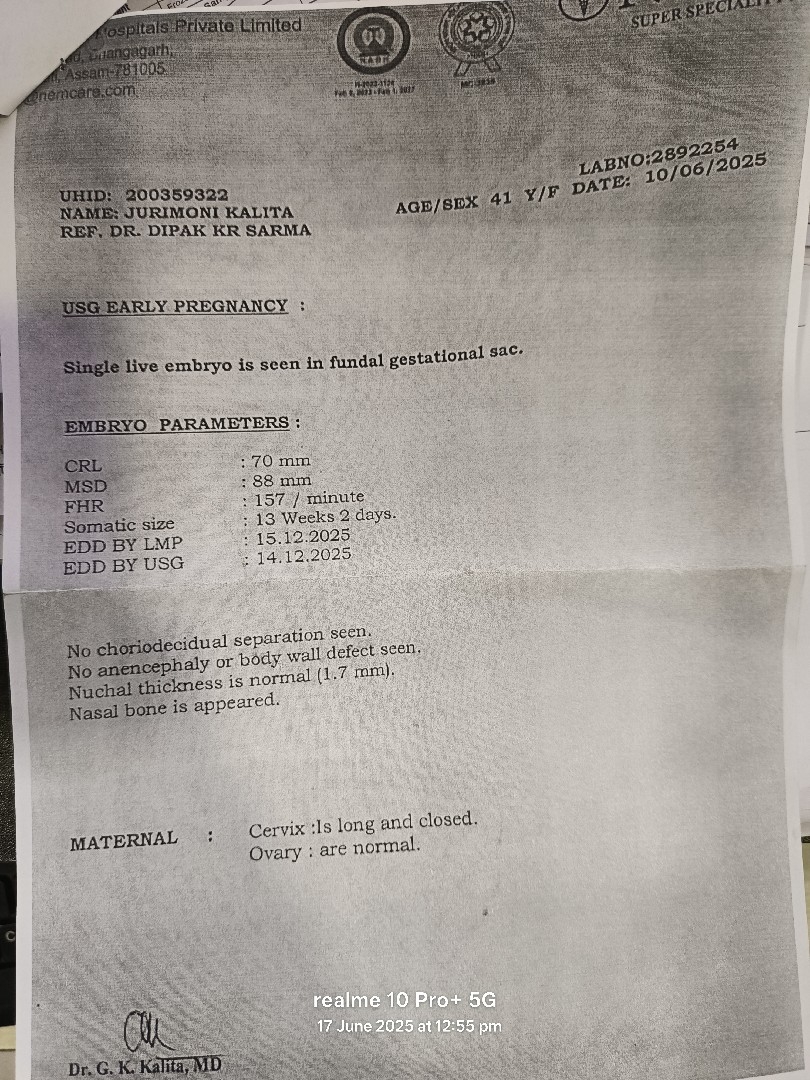 ospitals Private Limited
SUPER SPECIALI
Assam-781005
nemcare.com
LABNO:2892254
UHID: 200359322
AGE/SEX 41 Y/F DATE: 10/06/2025
NAME: JURIMONI KALITA
REF. DR. DIPAK KR SARMA
USG EARLY PREGNANCY :
Single live embryo is seen in fundal gestational sac.
EMBRYO PARAMETERS :
CRL : 70 mm
MSD : 88 mm
FHR : 157 / minute
Somatic size : 13 Weeks 2 days.
EDD BY LMP : 15.12.2025
EDD BY USG : 14.12.2025
No choriodecidual separation seen.
No anencephaly or body wall defect seen.
Nuchal thickness is normal (1.7 mm).
Nasal bone is appeared.
MATERNAL : Cervix :Is long and closed.
Ovary : are normal.
realme 10 Pro+ 5G
17 June 2025 at 12:55 pm
Dr. G. K. Kalita, MD